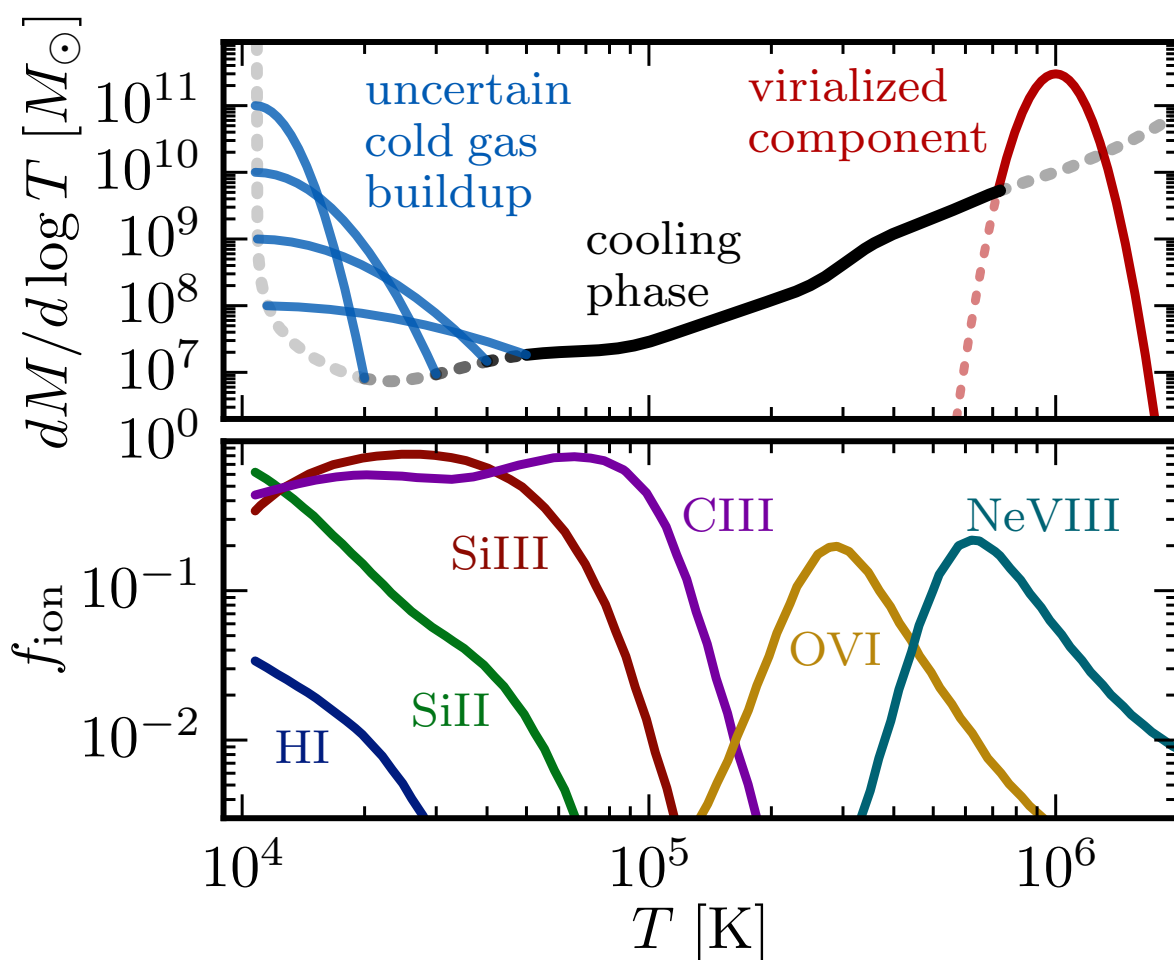 dM/d log T [M⊙]
10¹¹
10¹⁰
10⁹
10⁸
10⁷
uncertain
cold gas
buildup
cooling
phase
virialized
component
f_ion
10⁰
10⁻¹
10⁻²
HI
SiII
SiIII
CIII
OVI
NeVIII
10⁴
10⁵
10⁶
T [K]